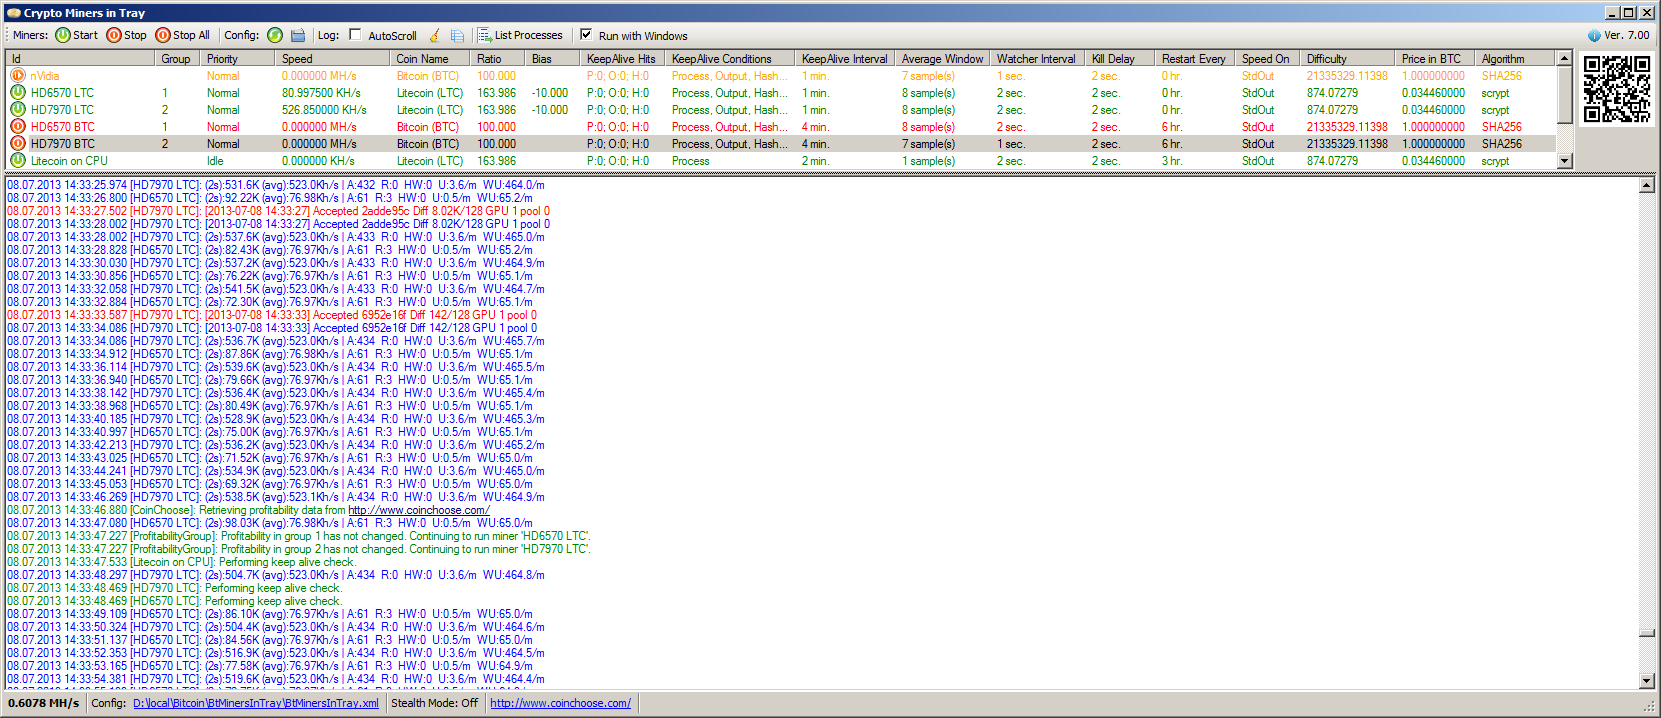 Crypto Miners in Tray
Miners: Start Stop Stop All Config: Log: AutoScroll List Processes Run with Windows Ver. 7.00
Id Group Priority Speed Coin Name Ratio Bias KeepAlive Hits KeepAlive Conditions KeepAlive Interval Average Window Watcher Interval Kill Delay Restart Every Speed On Difficulty Price in BTC Algorithm
nVidia Normal 0.000000 MH/s Bitcoin (BTC) 100.000 P:0; O:0; H:0 Process, Output, Hash... 1 min. 7 sample(s) 1 sec. 2 sec. 0 hr. StdOut 21335329.11398 1.000000000 SHA256
HD6570 LTC 1 Normal 80.997500 KH/s Litecoin (LTC) 163.986 -10.000 P:0; O:0; H:0 Process, Output, Hash... 1 min. 8 sample(s) 2 sec. 2 sec. 0 hr. StdOut 874.07279 0.034460000 scrypt
HD7970 LTC 2 Normal 526.850000 KH/s Litecoin (LTC) 163.986 -10.000 P:0; O:0; H:0 Process, Output, Hash... 1 min. 8 sample(s) 2 sec. 2 sec. 0 hr. StdOut 874.07279 0.034460000 scrypt
HD6570 BTC 1 Normal 0.000000 MH/s Bitcoin (BTC) 100.000 P:0; O:0; H:0 Process, Output, Hash... 4 min. 8 sample(s) 2 sec. 2 sec. 6 hr. StdOut 21335329.11398 1.000000000 SHA256
HD7970 BTC 2 Normal 0.000000 MH/s Bitcoin (BTC) 100.000 P:0; O:0; H:0 Process, Output, Hash... 4 min. 8 sample(s) 2 sec. 2 sec. 6 hr. StdOut 21335329.11398 1.000000000 SHA256
Litecoin on CPU Idle 0.000000 KH/s Litecoin (LTC) 163.986 P:0; O:0; H:0 Process 2 min. 1 sample(s) 2 sec. 2 sec. 3 hr. StdOut 874.07279 0.034460000 scrypt
08.07.2013 14:33:25.974 [HD7970 LTC]: (2s):531.6K (avg):523.0Kh/s | A:432 R:0 HW:0 U:3.6/m WU:464.0/m
08.07.2013 14:33:26.800 [HD6570 LTC]: (2s):92.22K (avg):76.98Kh/s | A:61 R:3 HW:0 U:0.5/m WU:65.2/m
08.07.2013 14:33:27.502 [HD7970 LTC]: [2013-07-08 14:33:27] Accepted 2adde95c Diff 8.02K/128 GPU 1 pool 0
08.07.2013 14:33:28.002 [HD7970 LTC]: [2013-07-08 14:33:27] Accepted 2adde95c Diff 8.02K/128 GPU 1 pool 0
08.07.2013 14:33:28.002 [HD7970 LTC]: (2s):537.6K (avg):523.0Kh/s | A:433 R:0 HW:0 U:3.6/m WU:465.0/m
08.07.2013 14:33:28.828 [HD6570 LTC]: (2s):82.43K (avg):76.97Kh/s | A:61 R:3 HW:0 U:0.5/m WU:65.2/m
08.07.2013 14:33:30.030 [HD7970 LTC]: (2s):537.2K (avg):523.0Kh/s | A:433 R:0 HW:0 U:3.6/m WU:464.9/m
08.07.2013 14:33:30.856 [HD6570 LTC]: (2s):76.22K (avg):76.97Kh/s | A:61 R:3 HW:0 U:0.5/m WU:65.1/m
08.07.2013 14:33:32.058 [HD7970 LTC]: (2s):541.5K (avg):523.0Kh/s | A:433 R:0 HW:0 U:3.6/m WU:464.7/m
08.07.2013 14:33:32.884 [HD6570 LTC]: (2s):72.30K (avg):76.97Kh/s | A:61 R:3 HW:0 U:0.5/m WU:65.1/m
08.07.2013 14:33:33.587 [HD7970 LTC]: [2013-07-08 14:33:33] Accepted 6952e16f Diff 142/128 GPU 1 pool 0
08.07.2013 14:33:34.086 [HD7970 LTC]: [2013-07-08 14:33:33] Accepted 6952e16f Diff 142/128 GPU 1 pool 0
08.07.2013 14:33:34.086 [HD7970 LTC]: (2s):536.7K (avg):523.0Kh/s | A:434 R:0 HW:0 U:3.6/m WU:465.7/m
08.07.2013 14:33:34.912 [HD6570 LTC]: (2s):87.86K (avg):76.98Kh/s | A:61 R:3 HW:0 U:0.5/m WU:65.1/m
08.07.2013 14:33:36.114 [HD7970 LTC]: (2s):539.6K (avg):523.0Kh/s | A:434 R:0 HW:0 U:3.6/m WU:465.5/m
08.07.2013 14:33:36.940 [HD6570 LTC]: (2s):79.66K (avg):76.97Kh/s | A:61 R:3 HW:0 U:0.5/m WU:65.1/m
08.07.2013 14:33:38.142 [HD7970 LTC]: (2s):536.4K (avg):523.0Kh/s | A:434 R:0 HW:0 U:3.6/m WU:465.4/m
08.07.2013 14:33:38.968 [HD6570 LTC]: (2s):80.49K (avg):76.97Kh/s | A:61 R:3 HW:0 U:0.5/m WU:65.1/m
08.07.2013 14:33:40.185 [HD7970 LTC]: (2s):528.9K (avg):523.0Kh/s | A:434 R:0 HW:0 U:3.6/m WU:465.3/m
08.07.2013 14:33:40.997 [HD6570 LTC]: (2s):75.00K (avg):76.97Kh/s | A:61 R:3 HW:0 U:0.5/m WU:65.1/m
08.07.2013 14:33:42.213 [HD7970 LTC]: (2s):536.2K (avg):523.0Kh/s | A:434 R:0 HW:0 U:3.6/m WU:465.2/m
08.07.2013 14:33:43.025 [HD6570 LTC]: (2s):71.52K (avg):76.97Kh/s | A:61 R:3 HW:0 U:0.5/m WU:65.0/m
08.07.2013 14:33:44.241 [HD7970 LTC]: (2s):534.9K (avg):523.0Kh/s | A:434 R:0 HW:0 U:3.6/m WU:465.0/m
08.07.2013 14:33:45.053 [HD6570 LTC]: (2s):69.32K (avg):76.97Kh/s | A:61 R:3 HW:0 U:0.5/m WU:65.0/m
08.07.2013 14:33:46.269 [HD7970 LTC]: (2s):538.5K (avg):523.1Kh/s | A:434 R:0 HW:0 U:3.6/m WU:464.9/m
08.07.2013 14:33:46.880 [CoinChoose]: Retrieving profitability data from http://www.coinchoose.com/
08.07.2013 14:33:47.080 [HD6570 LTC]: (2s):98.03K (avg):76.98Kh/s | A:61 R:3 HW:0 U:0.5/m WU:65.0/m
08.07.2013 14:33:47.227 [ProfitabilityGroup]: Profitability in group 1 has not changed. Continuing to run miner 'HD6570 LTC'.
08.07.2013 14:33:47.227 [ProfitabilityGroup]: Profitability in group 2 has not changed. Continuing to run miner 'HD7970 LTC'.
08.07.2013 14:33:47.533 [Litecoin on CPU]: Performing keep alive check.
08.07.2013 14:33:48.297 [HD7970 LTC]: (2s):504.7K (avg):523.0Kh/s | A:434 R:0 HW:0 U:3.6/m WU:464.8/m
08.07.2013 14:33:48.469 [HD7970 LTC]: Performing keep alive check.
08.07.2013 14:33:48.469 [HD6570 LTC]: Performing keep alive check.
08.07.2013 14:33:49.109 [HD6570 LTC]: (2s):86.10K (avg):76.97Kh/s | A:61 R:3 HW:0 U:0.5/m WU:65.0/m
08.07.2013 14:33:50.324 [HD7970 LTC]: (2s):504.4K (avg):523.0Kh/s | A:434 R:0 HW:0 U:3.6/m WU:464.6/m
08.07.2013 14:33:51.137 [HD6570 LTC]: (2s):84.56K (avg):76.97Kh/s | A:61 R:3 HW:0 U:0.5/m WU:65.0/m
08.07.2013 14:33:52.353 [HD7970 LTC]: (2s):516.9K (avg):523.0Kh/s | A:434 R:0 HW:0 U:3.6/m WU:464.5/m
08.07.2013 14:33:53.165 [HD6570 LTC]: (2s):77.58K (avg):76.97Kh/s | A:61 R:3 HW:0 U:0.5/m WU:64.9/m
08.07.2013 14:33:54.381 [HD7970 LTC]: (2s):519.6K (avg):523.0Kh/s | A:434 R:0 HW:0 U:3.6/m WU:464.4/m
0.6078 MH/s Config: D:\local\Bitcoin\BtMinersInTray\BtMinersInTray.xml Stealth Mode: Off http://www.coinchoose.com/